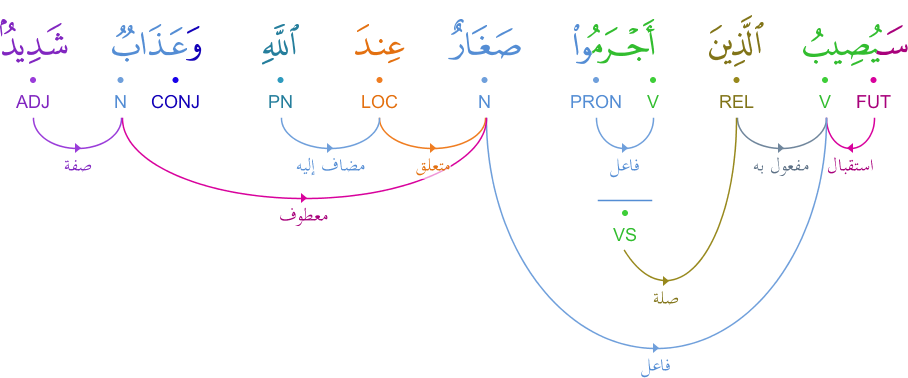 سَيُصِيبُ ٱلَّذِينَ أَجْرَمُوا۟ صَغَارٌ عِندَ ٱللَّهِ وَعَذَابٌ شَدِيدٌۢ
FUT V REL V PRON N LOC PN CONJ N ADJ
استقبال مفعول به فاعل متعلق مضاف إليه صفة
معطوف
VS
صلة
فاعل